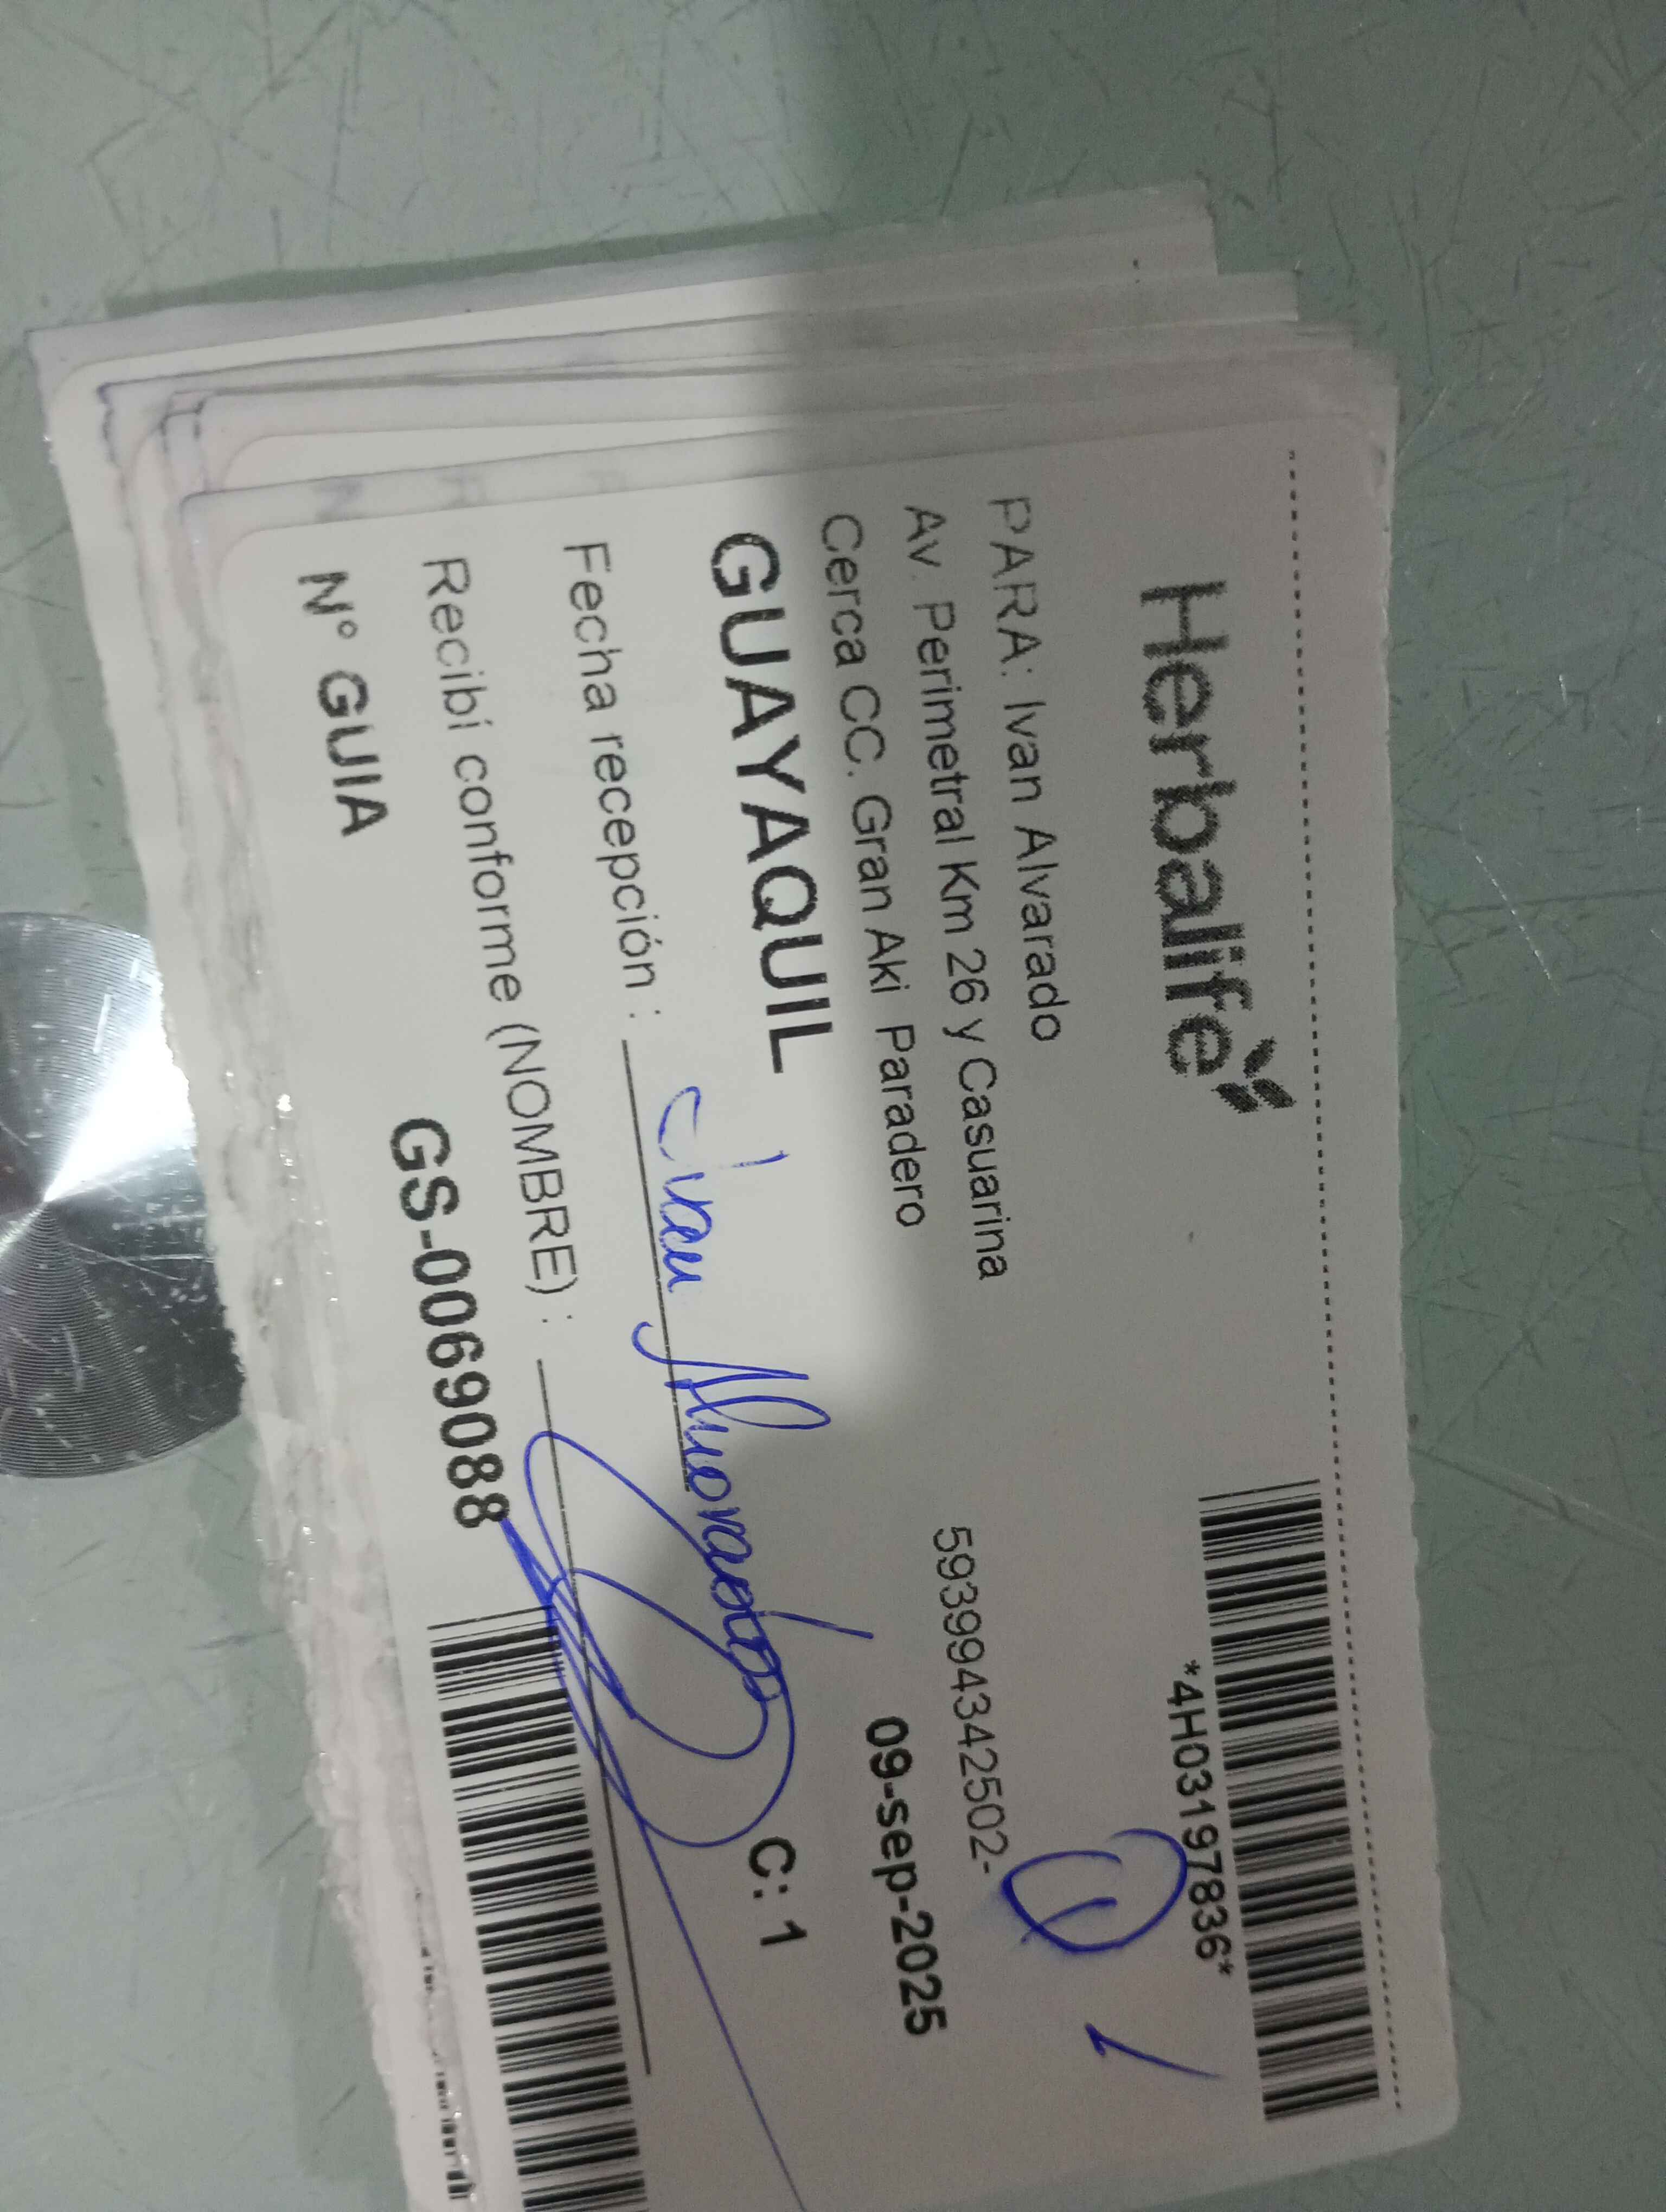 Herbalife
*4H03197836*
PARA: Ivan Alvarado
Av. Perimetral Km 26 y Casuarina
593994342502-
Cerca CC. Gran Aki Paradero
09-sep-2025
GUAYAQUIL
C: 1
Fecha recepción : Ivan Alvarado
Recibí conforme (NOMBRE) :
N° GUIA GS-0069088